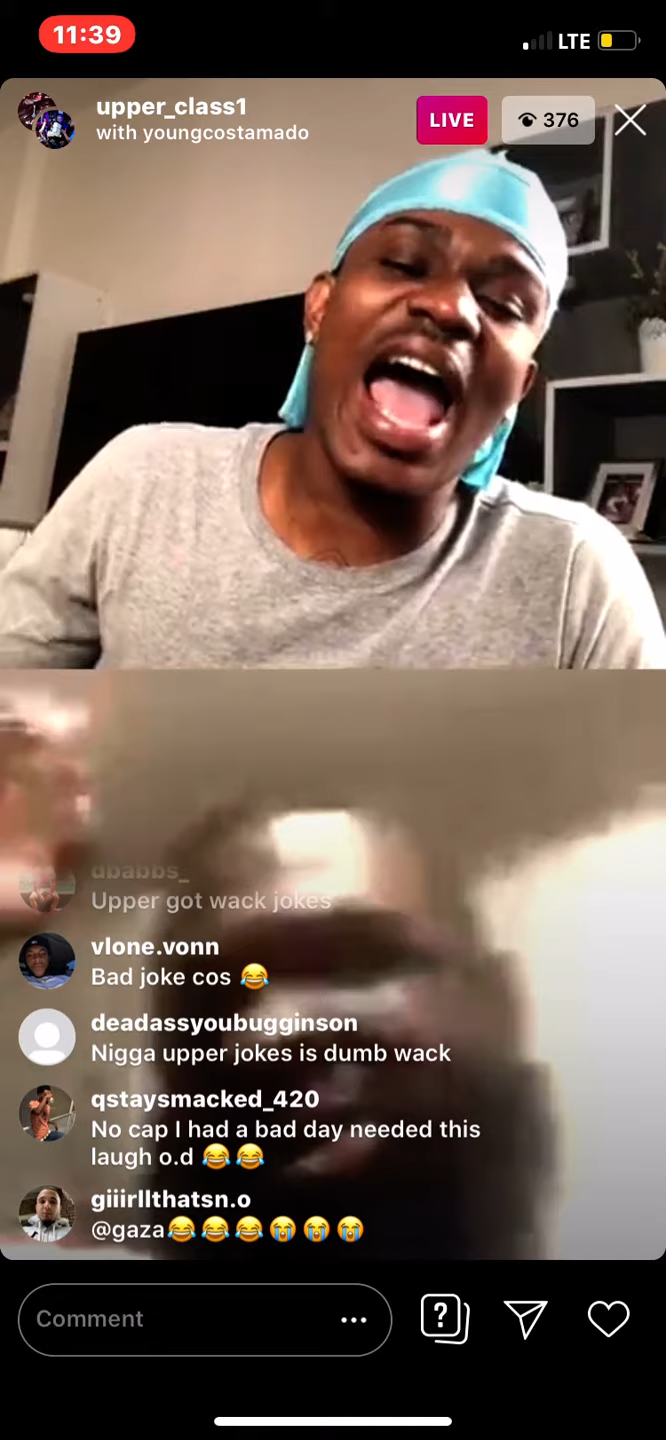 11:39
LTE
upper_class1
with youngcostamado
LIVE
376
dbabbs_
Upper got wack jokes
vlone.vonn
Bad joke cos 😂
deadassyoubugginson
Nigga upper jokes is dumb wack
qstaysmacked_420
No cap I had a bad day needed this
laugh o.d 😂😂
giiirllthatsn.o
@gaza😂😂😂😭😭😭
Comment